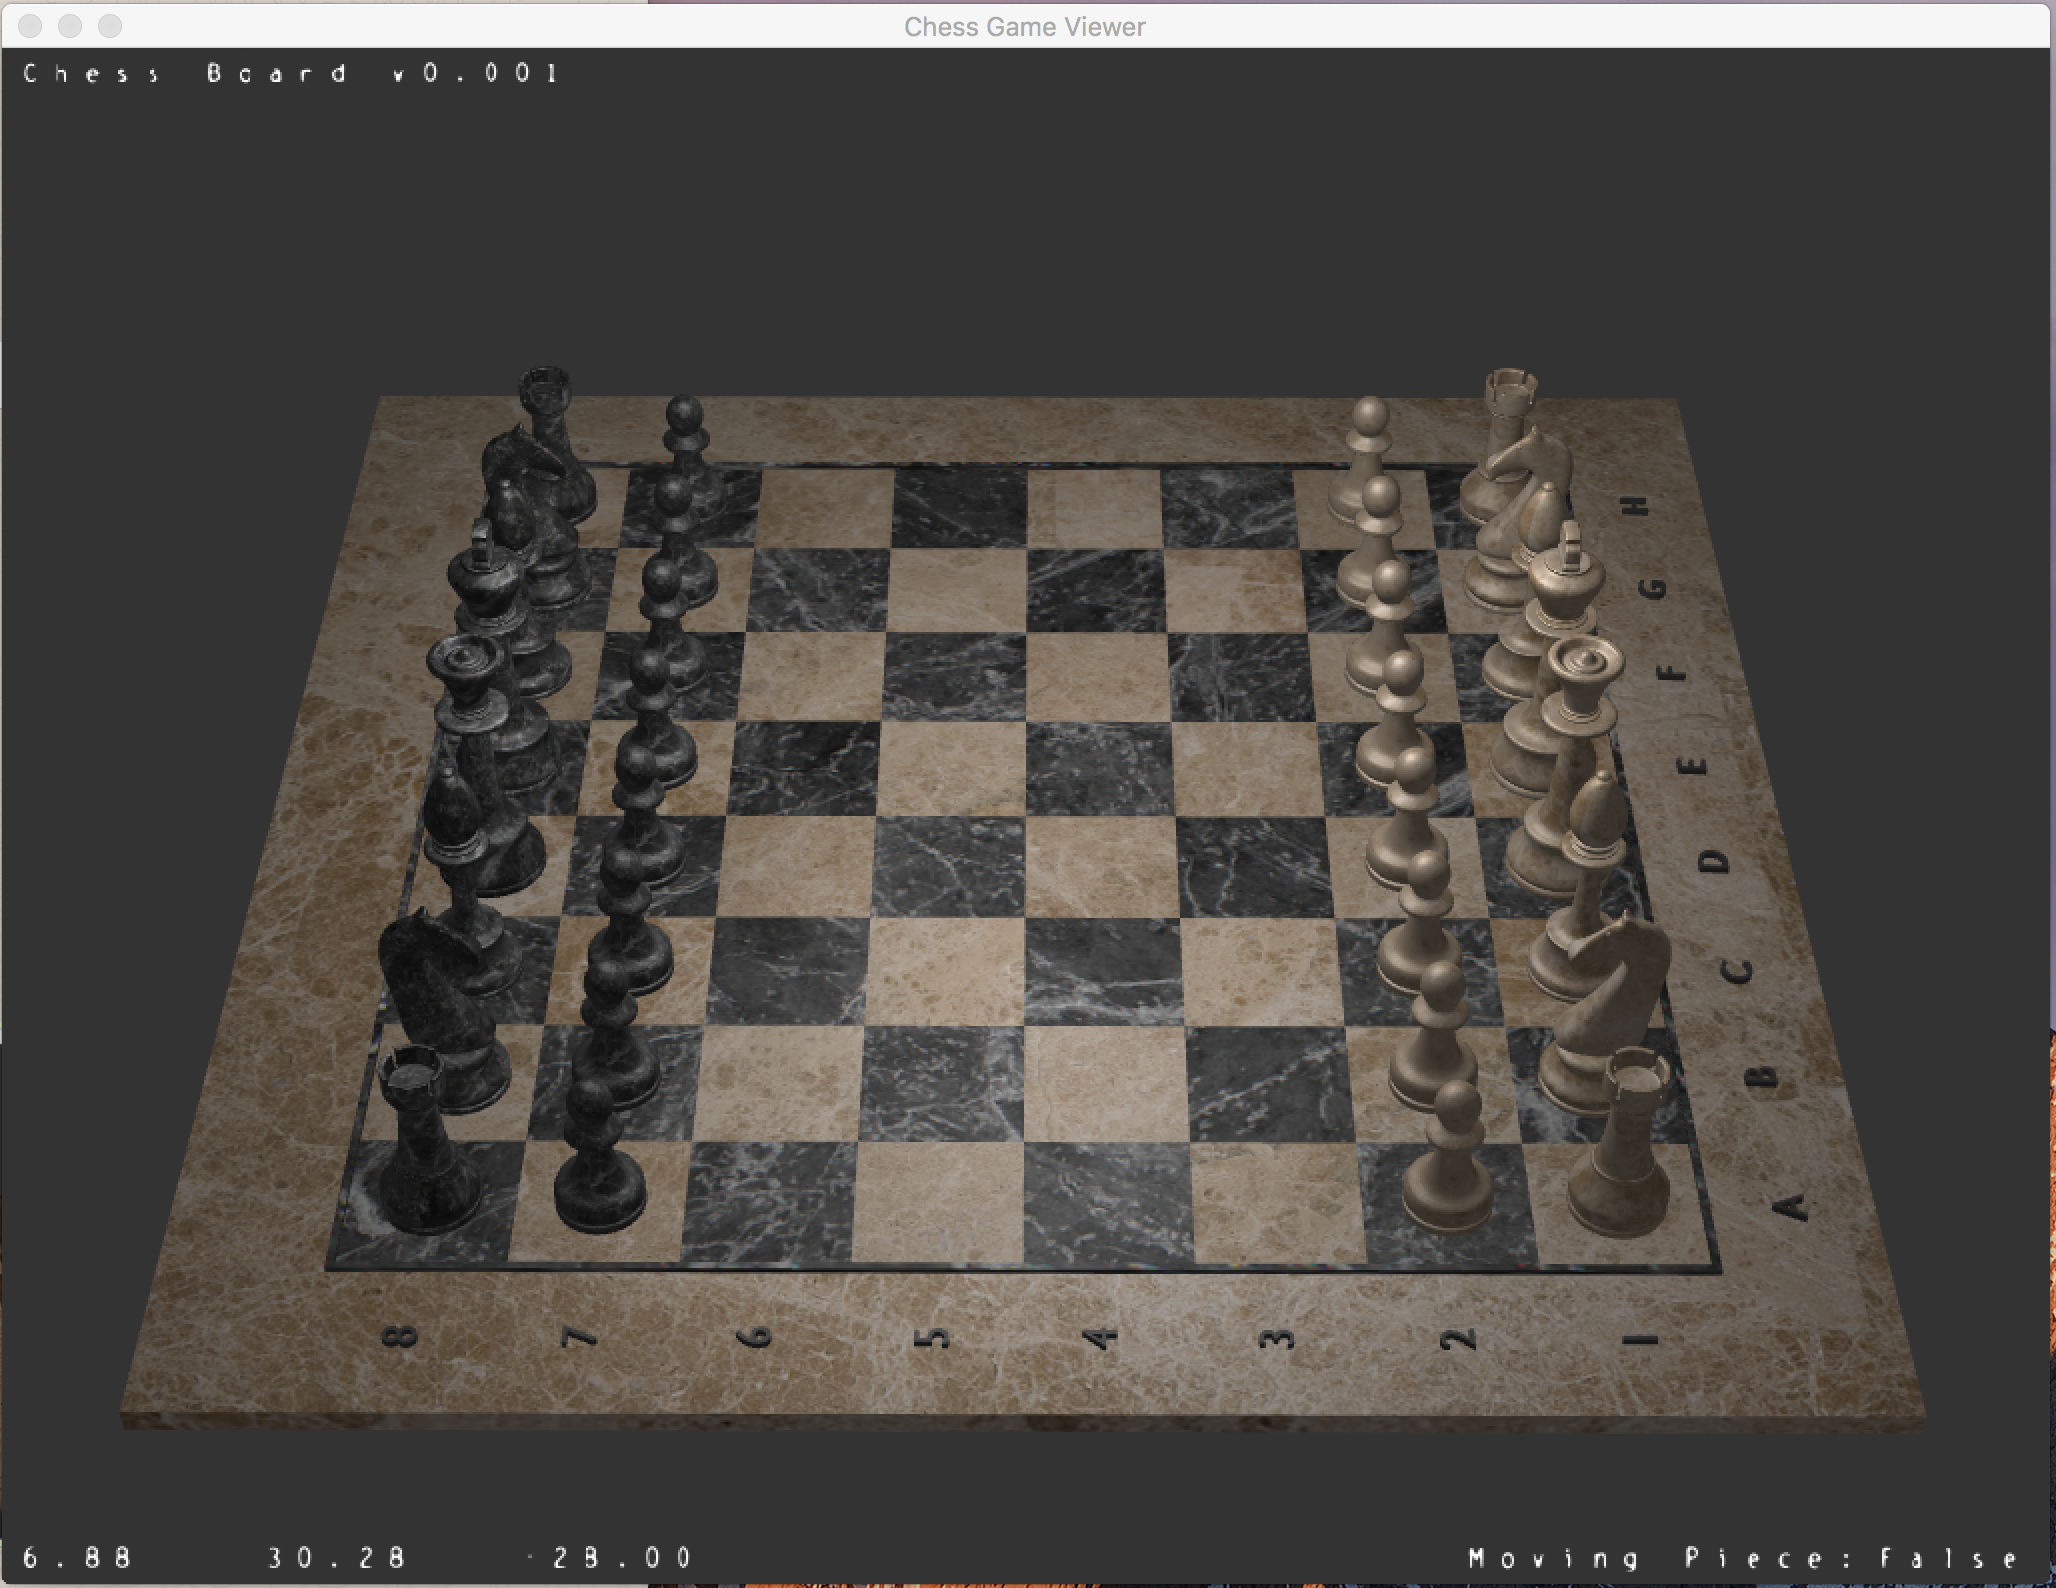 Chess Game Viewer
Chess Board v0.001
H
G
F
E
D
C
B
A
8 7 6 5 4 3 2 1
6.88 30.28 -28.00 Moving Piece:False